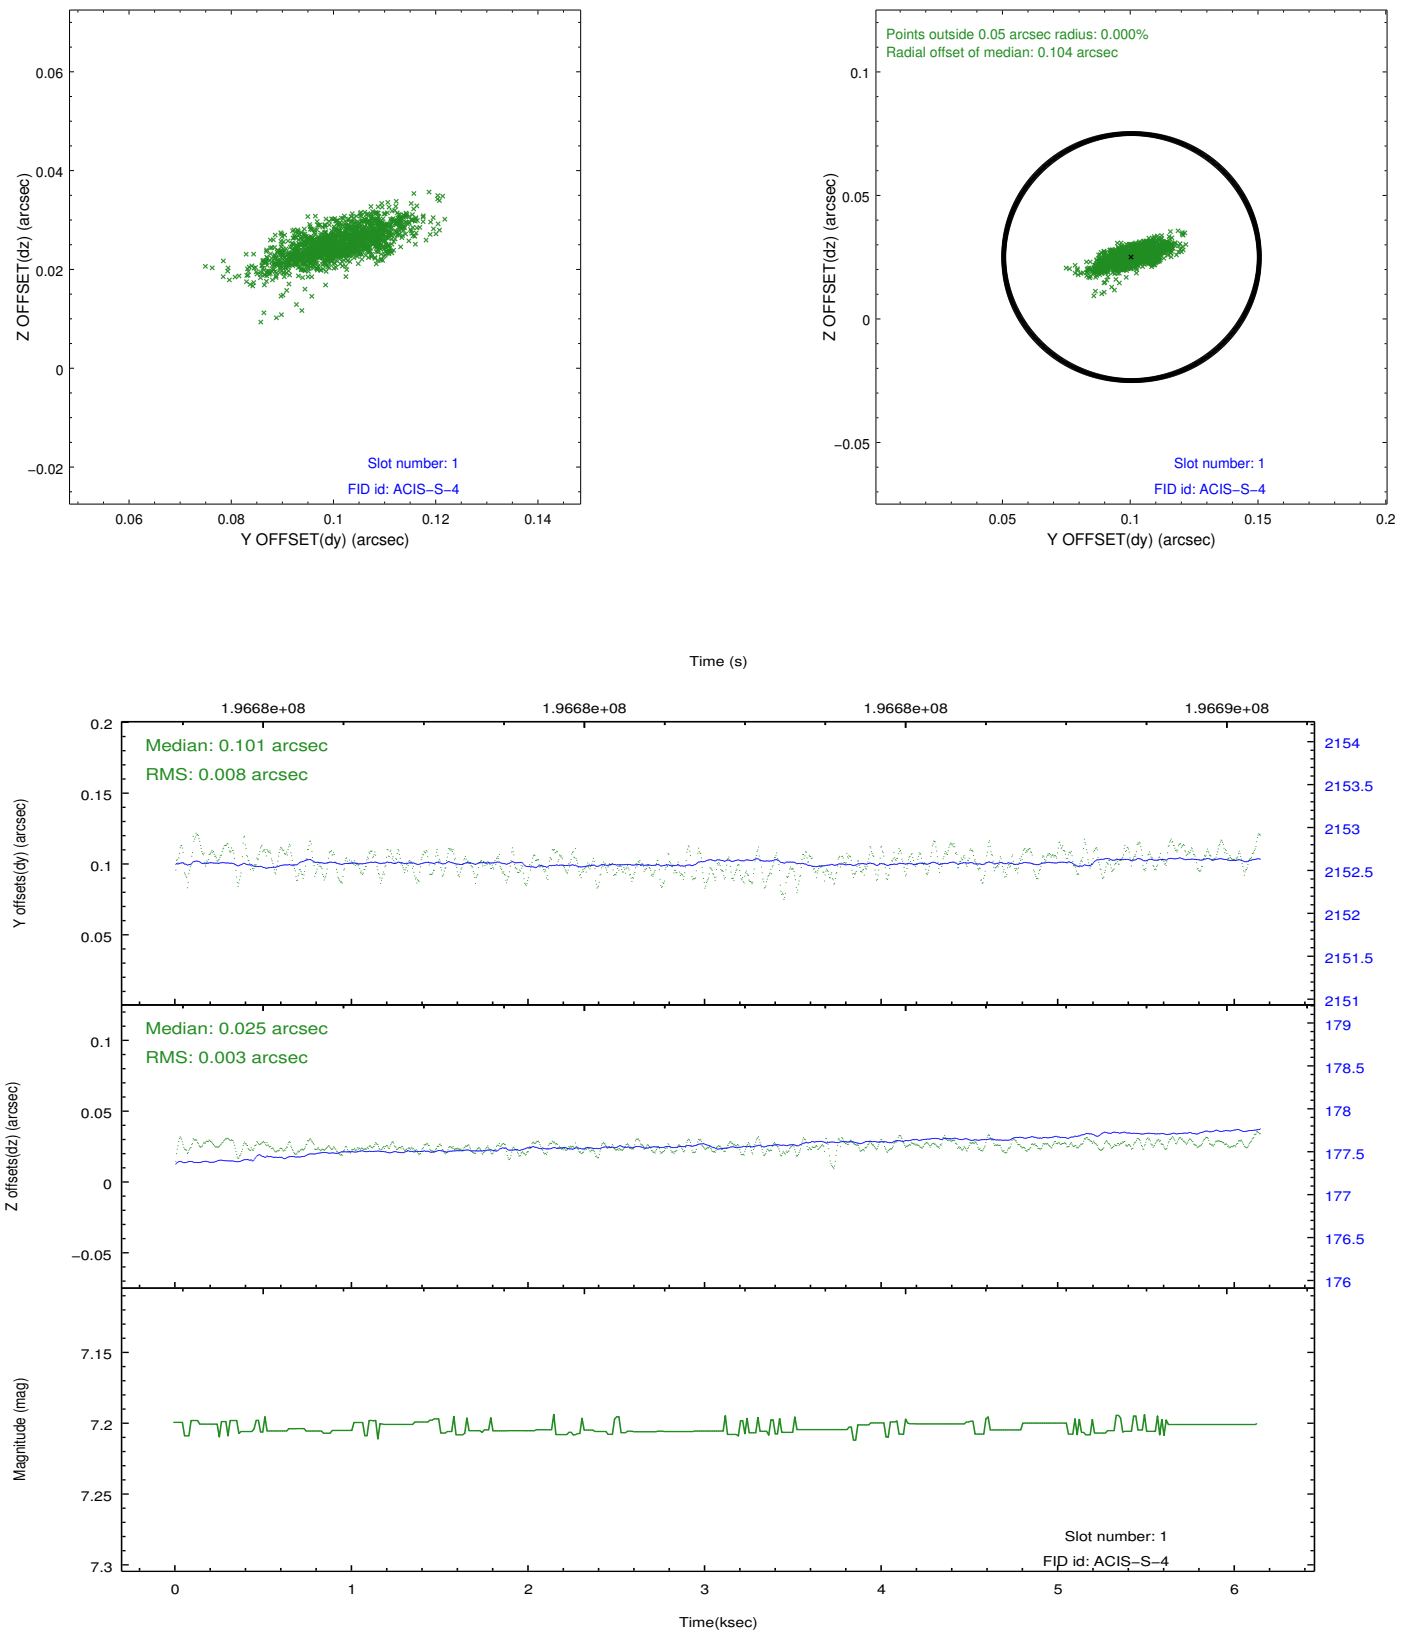 0.06
0.04
0.02
0
−0.02
Z OFFSET(dz) (arcsec)
Slot number: 1
FID id: ACIS−S−4
0.06 0.08 0.1 0.12 0.14
Y OFFSET(dy) (arcsec)
Points outside 0.05 arcsec radius: 0.000%
Radial offset of median: 0.104 arcsec
0.1
0.05
0
−0.05
Z OFFSET(dz) (arcsec)
Slot number: 1
FID id: ACIS−S−4
0.05 0.1 0.15 0.2
Y OFFSET(dy) (arcsec)
Time (s)
1.9668e+08 1.9668e+08 1.9668e+08 1.9669e+08
Median: 0.101 arcsec
RMS: 0.008 arcsec
0.2
0.15
0.1
0.05
Y offsets(dy) (arcsec)
2154
2153.5
2153
2152.5
2152
2151.5
2151
Median: 0.025 arcsec
RMS: 0.003 arcsec
0.1
0.05
0
−0.05
Z offsets(dz) (arcsec)
179
178.5
178
177.5
177
176.5
176
7.15
7.2
7.25
7.3
Magnitude (mag)
Slot number: 1
FID id: ACIS−S−4
0 1 2 3 4 5 6
Time(ksec)